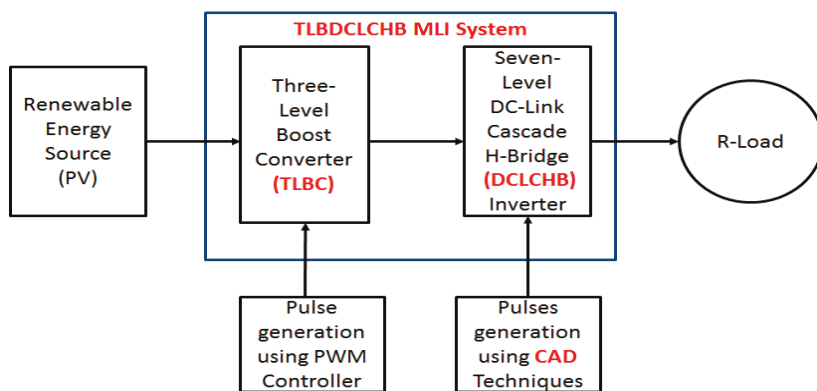 TLBDCLCHB MLI System
Renewable
Energy
Source
(PV)
Three-
Level
Boost
Converter
(TLBC)
Seven-
Level
DC-Link
Cascade
H-Bridge
(DCLCHB)
Inverter
R-Load
Pulse
generation
using PWM
Controller
Pulses
generation
using CAD
Techniques